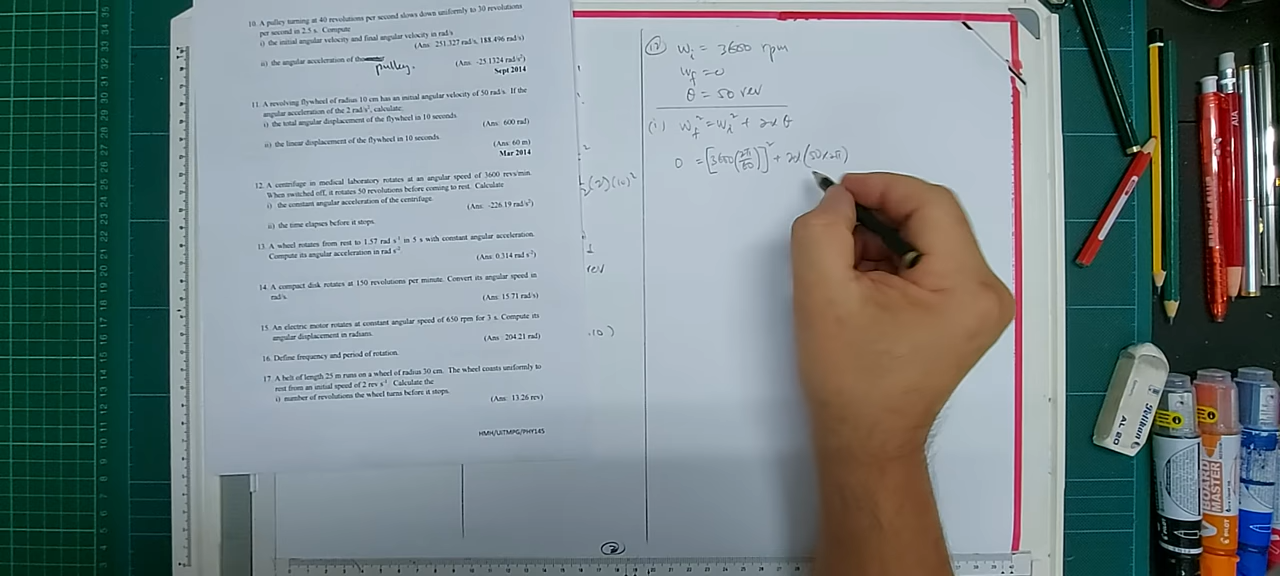 10. A pulley turning at 40 revolutions per second slows down uniformly to 30 revolutions
per second in 2.5 s. Compute
i) the initial angular velocity and final angular velocity in rad/s
(Ans: 251.327 rad/s, 188.496 rad/s)
ii) the angular acceleration of the
pulley.
(Ans: -25.1324 rad/s²)
Sept 2014
11. A revolving flywheel of radius 10 cm has an initial angular velocity of 50 rad/s. If the
angular acceleration of the 2 rad/s², calculate:
i) the total angular displacement of the flywheel in 10 seconds.
(Ans: 600 rad)
ii) the linear displacement of the flywheel in 10 seconds.
(Ans: 60 m)
Mar 2014
12. A centrifuge in medical laboratory rotates at an angular speed of 3600 revs/min.
When switched off, it rotates 50 revolutions before coming to rest. Calculate
i) the constant angular acceleration of the centrifuge.
(Ans: -226.19 rad/s²)
ii) the time elapses before it stops.
13. A wheel rotates from rest to 1.57 rad s⁻¹ in 5 s with constant angular acceleration.
Compute its angular acceleration in rad s⁻²
(Ans: 0.314 rad s⁻²)
14. A compact disk rotates at 150 revolutions per minute. Convert its angular speed in
rad/s.
(Ans: 15.71 rad/s)
15. An electric motor rotates at constant angular speed of 650 rpm for 3 s. Compute its
angular displacement in radians.
(Ans: 204.21 rad)
16. Define frequency and period of rotation.
17. A belt of length 25 m runs on a wheel of radius 30 cm. The wheel coasts uniformly to
rest from an initial speed of 2 rev s⁻¹. Calculate the
i) number of revolutions the wheel turns before it stops.
(Ans: 13.26 rev)
HMH/UITMPG/PHY145
(2)(10)²
rev
.10)
12 ωi = 3600 rpm
ωf = 0
θ = 50 rev
(i) ωf² = ωi² + 2αθ
0 = [3600(2π/60)]² + 2α(50×2π)
2
Pelikan
AL 20
BOARD
MASTER
PILOT